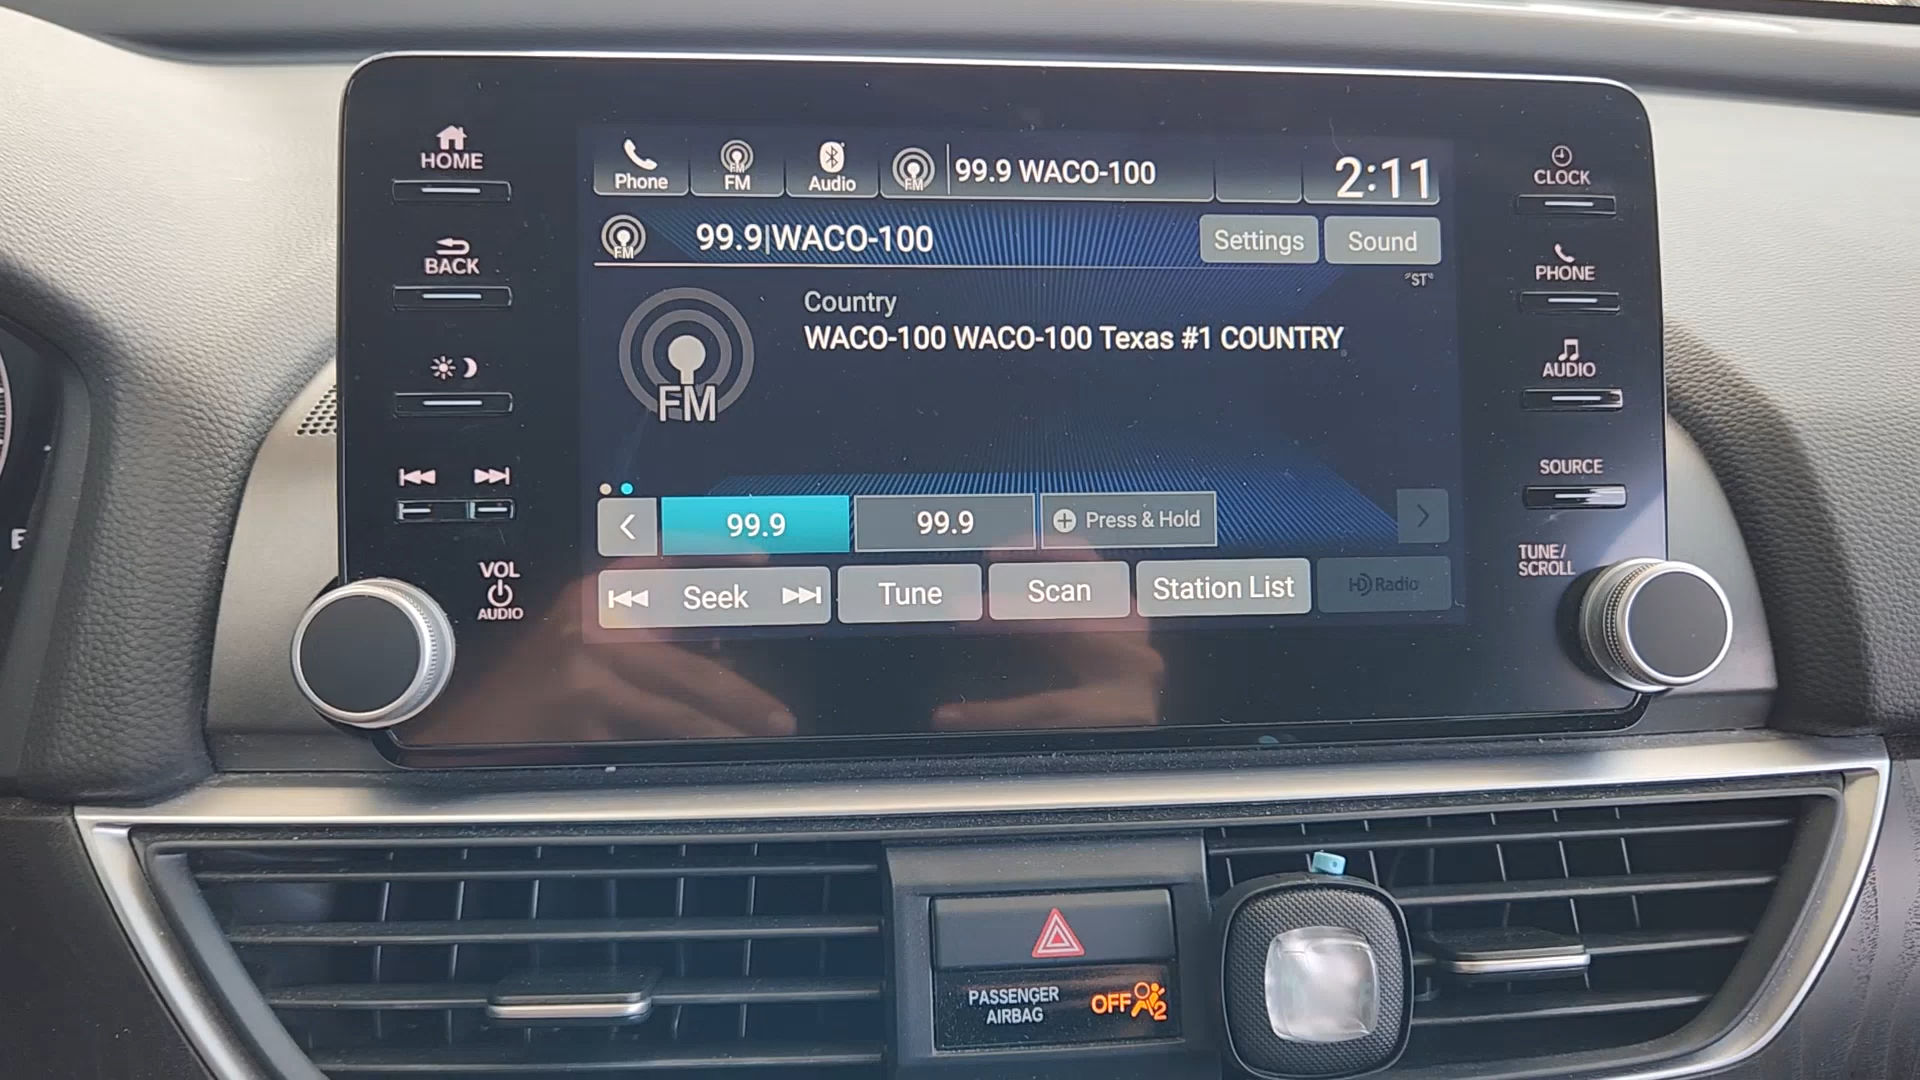 HOME
BACK
VOL
AUDIO
Phone
FM
FM
Audio
FM
99.9 WACO-100
2:11
FM
99.9|WACO-100
Settings
Sound
"ST"
FM
Country
WACO-100 WACO-100 Texas #1 COUNTRY
99.9
99.9
Press & Hold
Seek
Tune
Scan
Station List
HD Radio
CLOCK
PHONE
AUDIO
SOURCE
TUNE/
SCROLL
E
PASSENGER
AIRBAG
OFF
2